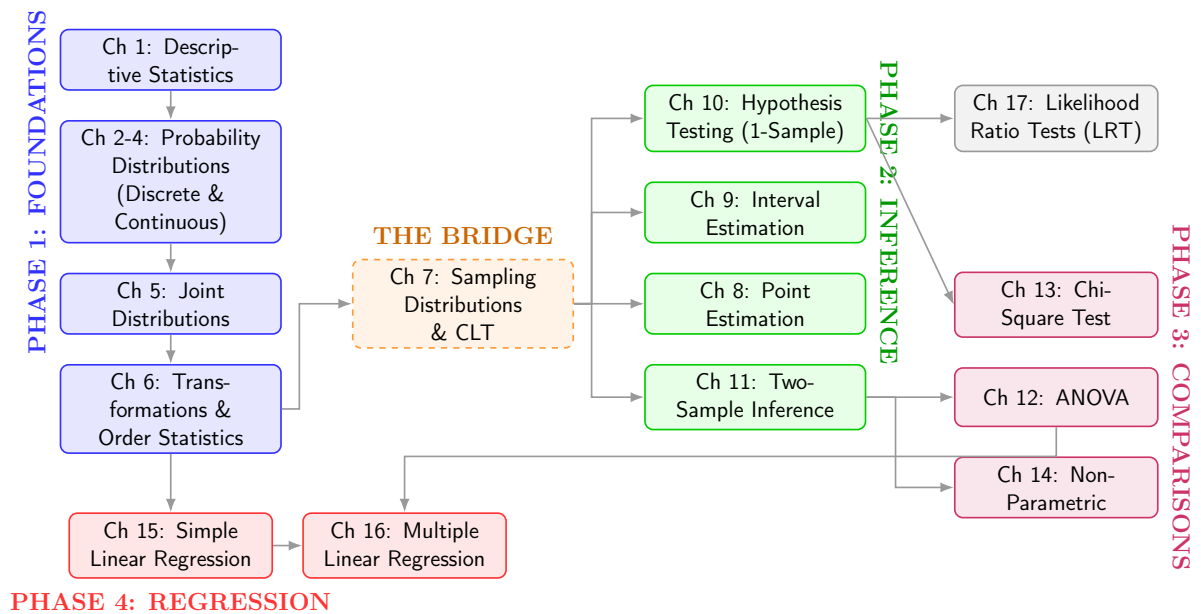 PHASE 1: FOUNDATIONS
Ch 1: Descrip-
tive Statistics
Ch 2-4: Probability
Distributions
(Discrete &
Continuous)
Ch 5: Joint
Distributions
Ch 6: Trans-
formations &
Order Statistics
THE BRIDGE
Ch 7: Sampling
Distributions
& CLT
PHASE 2: INFERENCE
Ch 10: Hypothesis
Testing (1-Sample)
Ch 9: Interval
Estimation
Ch 8: Point
Estimation
Ch 11: Two-
Sample Inference
Ch 17: Likelihood
Ratio Tests (LRT)
PHASE 3: COMPARISONS
Ch 13: Chi-
Square Test
Ch 12: ANOVA
Ch 14: Non-
Parametric
Ch 15: Simple
Linear Regression
Ch 16: Multiple
Linear Regression
PHASE 4: REGRESSION